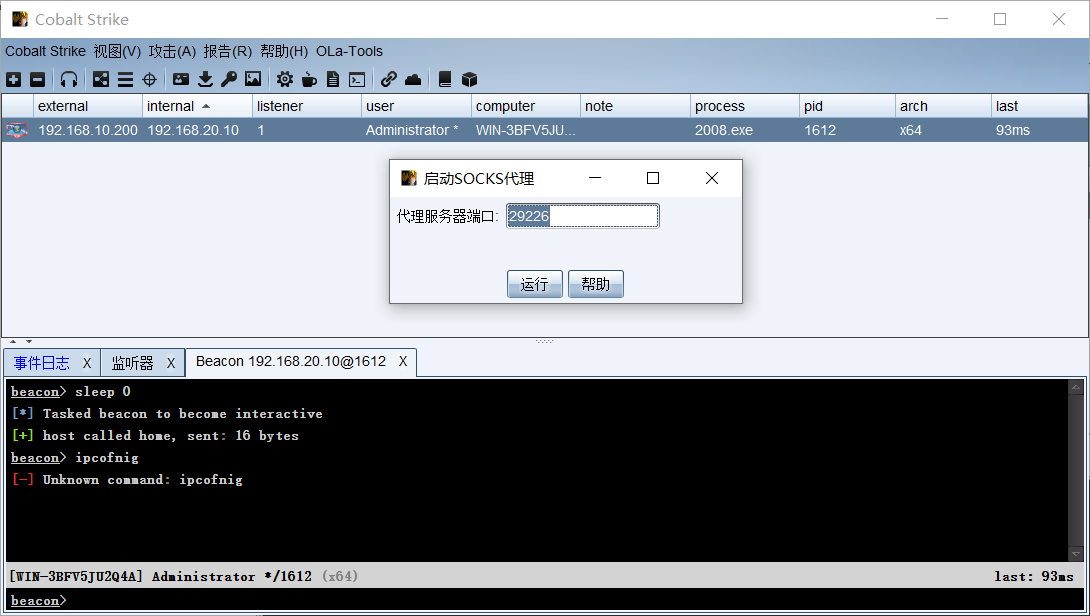 Cobalt Strike
Cobalt Strike 视图(V) 攻击(A) 报告(R) 帮助(H) OLa-Tools
external internal listener user computer note process pid arch last
192.168.10.200 192.168.20.10 1 Administrator * WIN-3BFV5JU... 2008.exe 1612 x64 93ms
启动SOCKS代理
代理服务器端口: 29226
运行 帮助
事件日志 X 监听器 X Beacon 192.168.20.10@1612 X
beacon> sleep 0
[*] Tasked beacon to become interactive
[+] host called home, sent: 16 bytes
beacon> ipcofnig
[-] Unknown command: ipcofnig
[WIN-3BFV5JU2Q4A] Administrator */1612 (x64) last: 93ms
beacon>